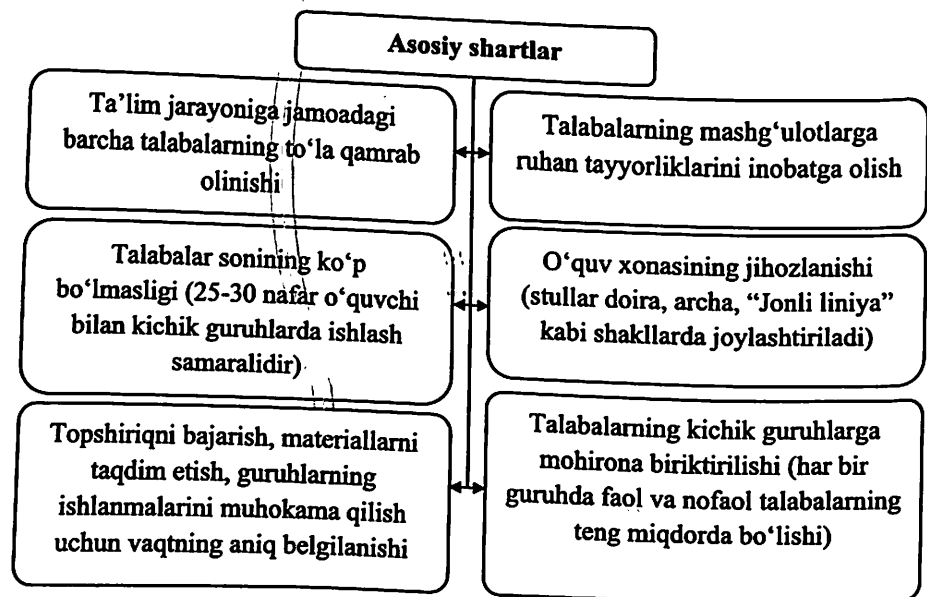 Asosiy shartlar
Ta’lim jarayoniga jamoadagi
barcha talabalarning to‘la qamrab
olinishi
Talabalarning mashg‘ulotlarga
ruhan tayyorliklarini inobatga olish
Talabalar sonining ko‘p
bo‘lmasligi (25-30 nafar o‘quvchi
bilan kichik guruhlarda ishlash
samaralidir)
O‘quv xonasining jihozlanishi
(stullar doira, archa, “Jonli liniya”
kabi shakllarda joylashtiriladi)
Topshiriqni bajarish, materiallarni
taqdim etish, guruhlarning
ishlanmalarini muhokama qilish
uchun vaqtning aniq belgilanishi
Talabalarning kichik guruhlarga
mohirona biriktirilishi (har bir
guruhda faol va nofaol talabalarning
teng miqdorda bo‘lishi)